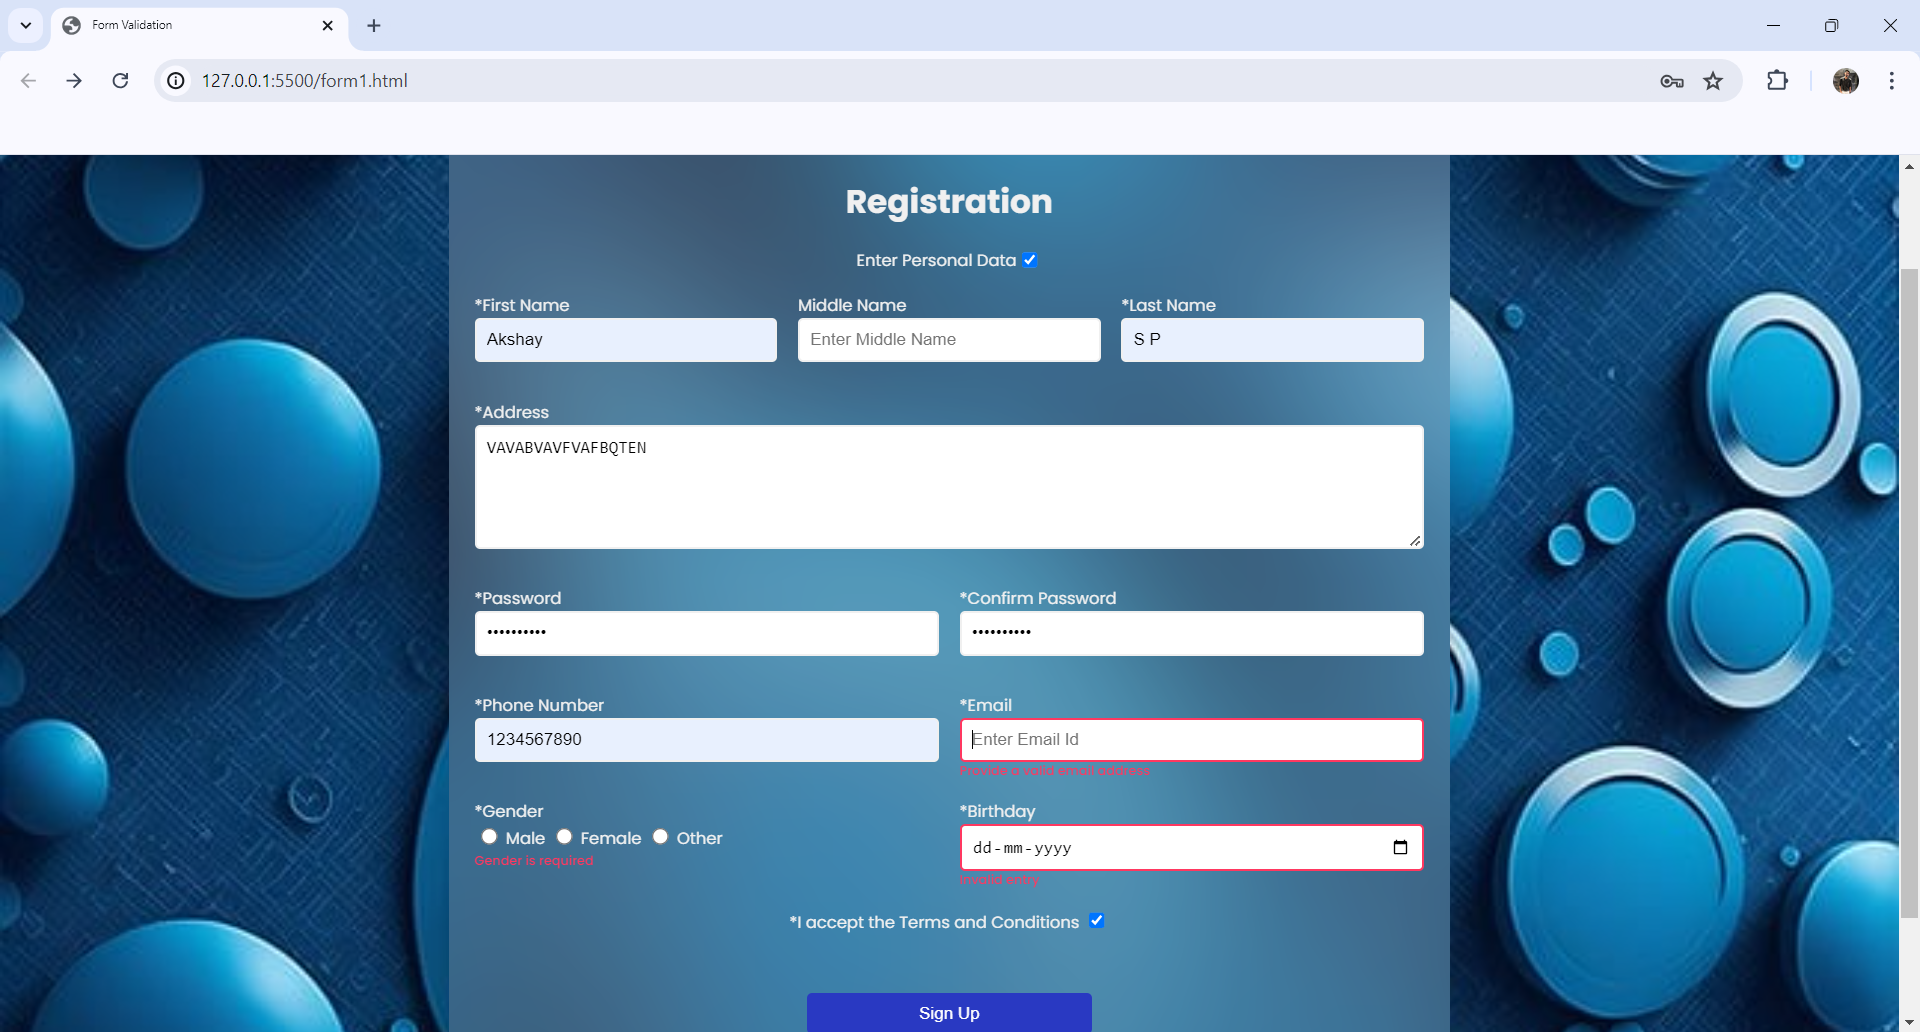 Form Validation
127.0.0.1:5500/form1.html
Registration
Enter Personal Data
*First Name Middle Name *Last Name
Akshay Enter Middle Name S P
*Address
VAVABVAVFVAFBQTEN
*Password *Confirm Password
•••••••••• ••••••••••
*Phone Number *Email
1234567890 Enter Email Id
Provide a valid email address
*Gender *Birthday
Male Female Other dd-mm-yyyy
Gender is required
Invalid entry
*I accept the Terms and Conditions
Sign Up